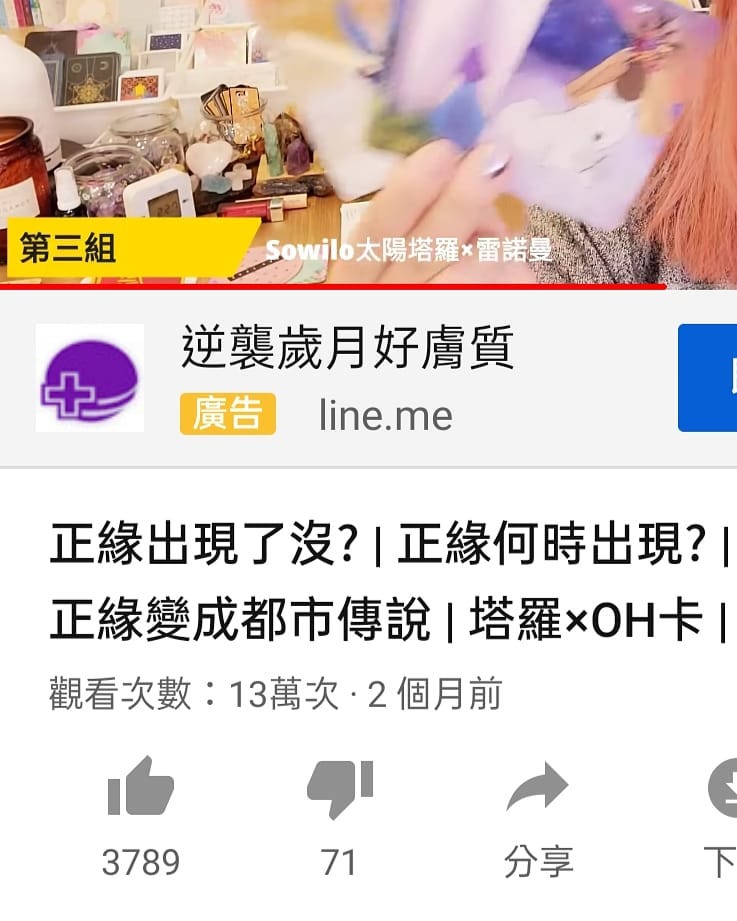 第三組
Sowilo太陽塔羅×雷諾曼
逆襲歲月好膚質
廣告 line.me
正緣出現了沒? | 正緣何時出現? |
正緣變成都市傳說 | 塔羅×OH卡 |
觀看次數：13萬次 · 2 個月前
3789 71 分享 下